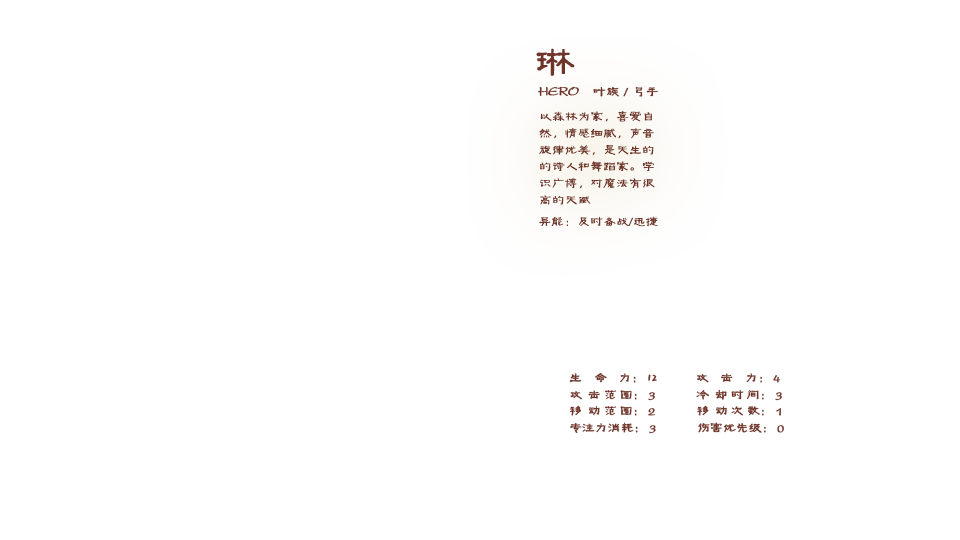 琳
HERO 叶族 / 弓手
以森林为家，喜爱自
然，情感细腻，声音
旋律优美，是天生的
的诗人和舞蹈家。学
识广博，对魔法有很
高的天赋
异能：及时备战/迅捷
生命力：12 攻击力：4
攻击范围：3 冷却时间：3
移动范围：2 移动次数：1
专注力消耗：3 伤害优先级：0